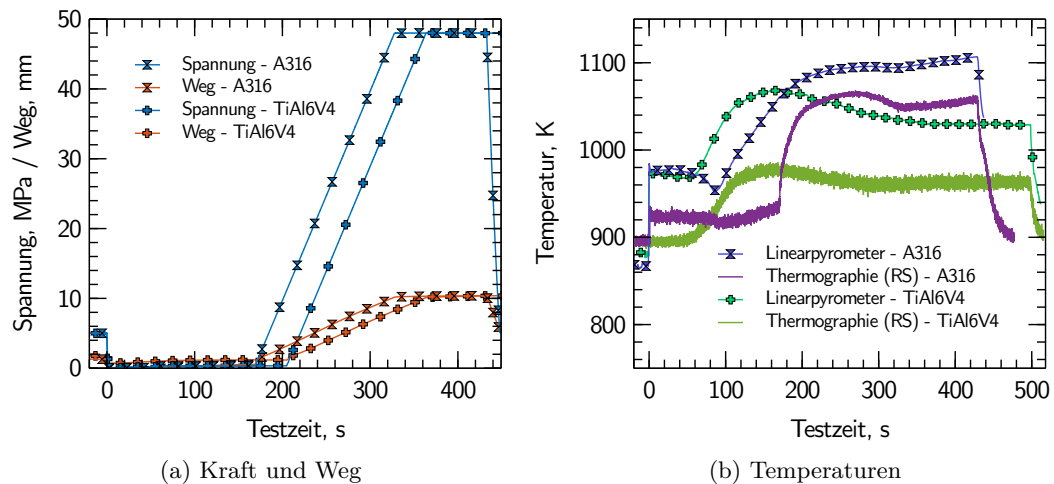 50
40
30
20
10
0
0 100 200 300 400
Spannung, MPa / Weg, mm
Spannung - A316
Weg - A316
Spannung - TiAl6V4
Weg - TiAl6V4
Testzeit, s
(a) Kraft und Weg
1100
1000
900
800
0 100 200 300 400 500
Temperatur, K
Linearpyrometer - A316
Thermographie (RS) - A316
Linearpyrometer - TiAl6V4
Thermographie (RS) - TiAl6V4
Testzeit, s
(b) Temperaturen